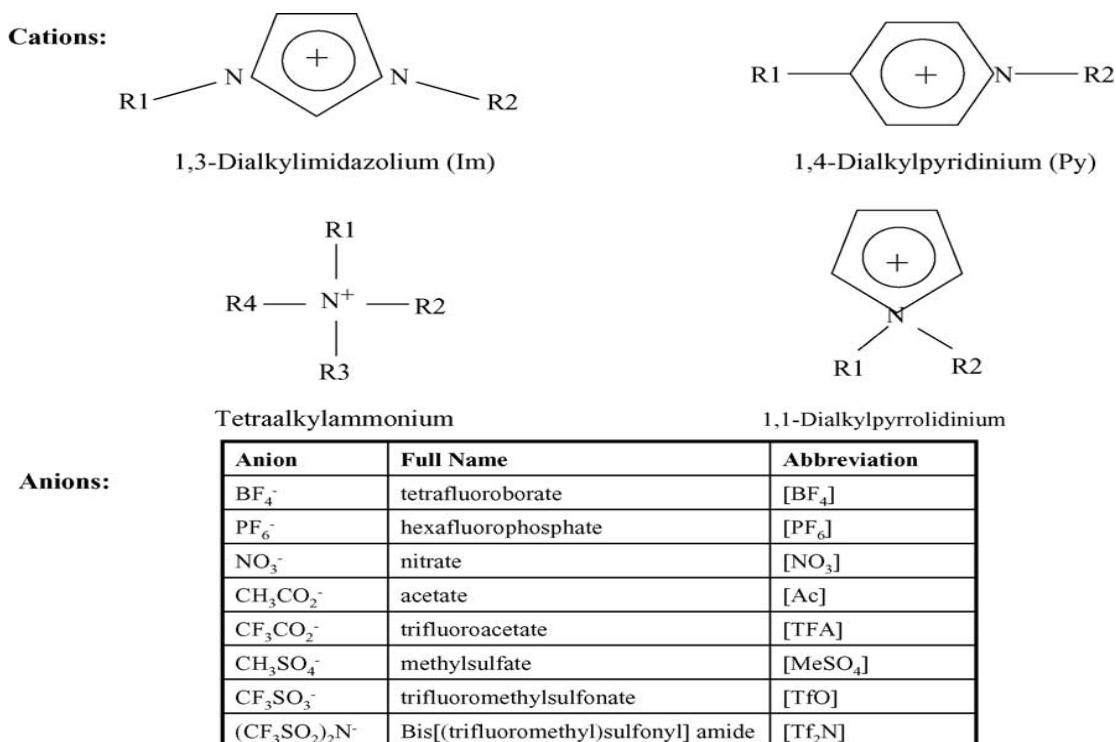 Cations:
+
N
N
R1
R2
1,3-Dialkylimidazolium (Im)
R1
+
N
R2
1,4-Dialkylpyridinium (Py)
R1
R4
N⁺
R2
R3
Tetraalkylammonium
+
N
R1
R2
1,1-Dialkylpyrrolidinium
Anions:
Anion Full Name Abbreviation
BF₄⁻ tetrafluoroborate [BF₄]
PF₆⁻ hexafluorophosphate [PF₆]
NO₃⁻ nitrate [NO₃]
CH₃CO₂⁻ acetate [Ac]
CF₃CO₂⁻ trifluoroacetate [TFA]
CH₃SO₄⁻ methylsulfate [MeSO₄]
CF₃SO₃⁻ trifluoromethylsulfonate [TfO]
(CF₃SO₂)₂N⁻ Bis[(trifluoromethyl)sulfonyl] amide [Tf₂N]